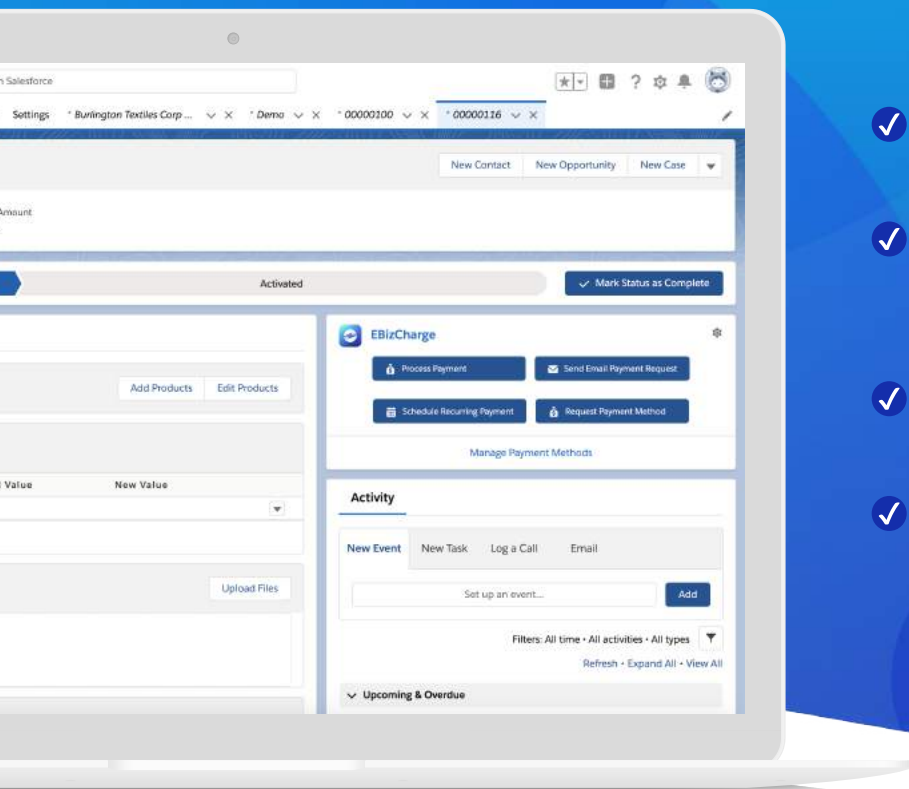 n Salesforce
Settings * Burlington Textiles Corp ... * Demo * 00000100 * 00000116
New Contact New Opportunity New Case
Amount
Activated Mark Status as Complete
EBizCharge
Process Payment Send Email Payment Request
Add Products Edit Products
Schedule Recurring Payment Request Payment Method
Manage Payment Methods
Value New Value
Activity
New Event New Task Log a Call Email
Upload Files
Set up an event... Add
Filters: All time • All activities • All types
Refresh • Expand All • View All
Upcoming & Overdue